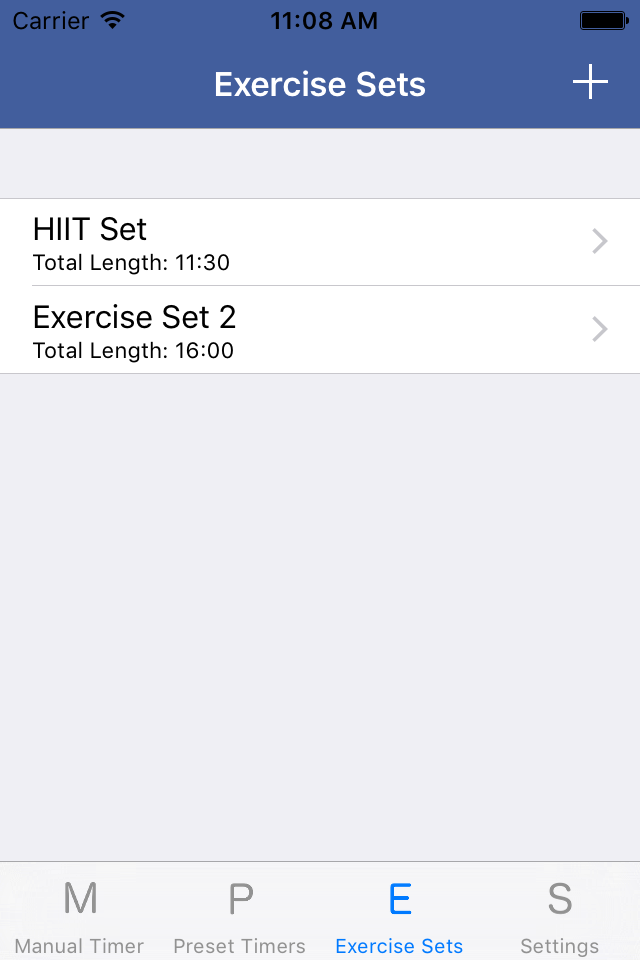 Carrier 11:08 AM
Exercise Sets
HIIT Set
Total Length: 11:30
Exercise Set 2
Total Length: 16:00
M P E S
Manual Timer Preset Timers Exercise Sets Settings